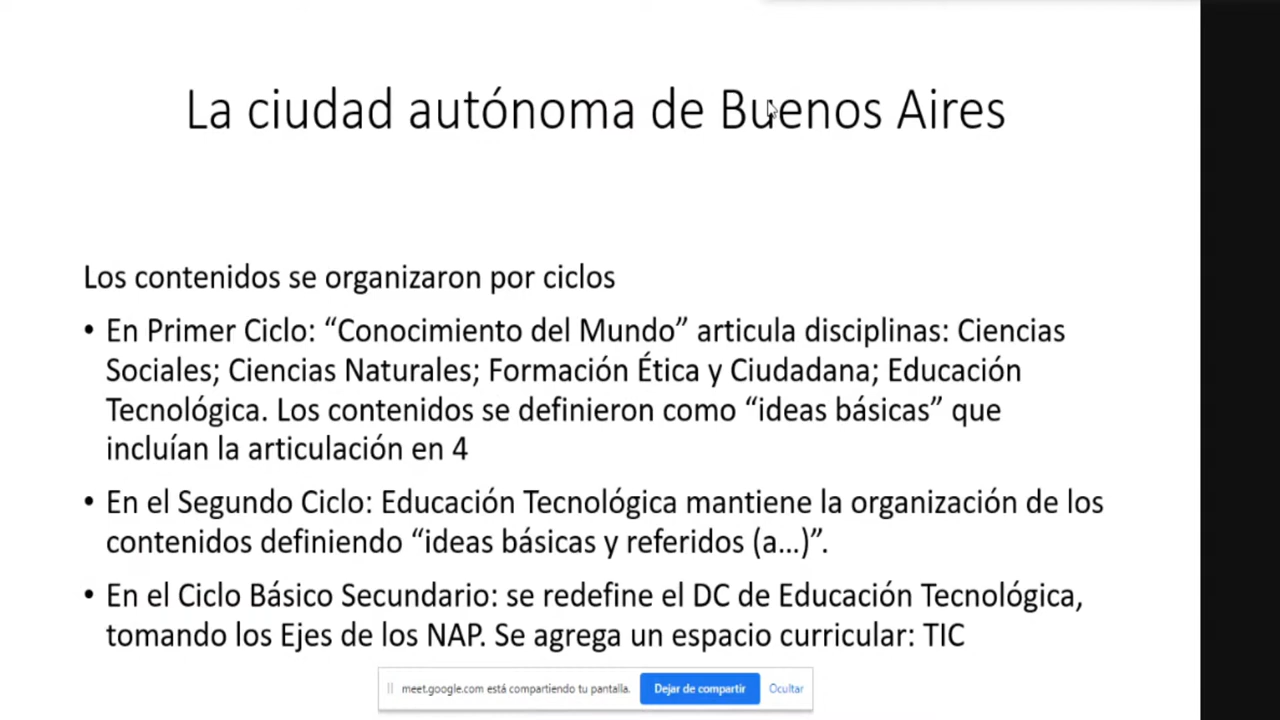 La ciudad autónoma de Buenos Aires
Los contenidos se organizaron por ciclos
• En Primer Ciclo: “Conocimiento del Mundo” articula disciplinas: Ciencias
Sociales; Ciencias Naturales; Formación Ética y Ciudadana; Educación
Tecnológica. Los contenidos se definieron como “ideas básicas” que
incluían la articulación en 4
• En el Segundo Ciclo: Educación Tecnológica mantiene la organización de los
contenidos definiendo “ideas básicas y referidos (a...)”.
• En el Ciclo Básico Secundario: se redefine el DC de Educación Tecnológica,
tomando los Ejes de los NAP. Se agrega un espacio curricular: TIC
meet.google.com está compartiendo tu pantalla. Dejar de compartir Ocultar